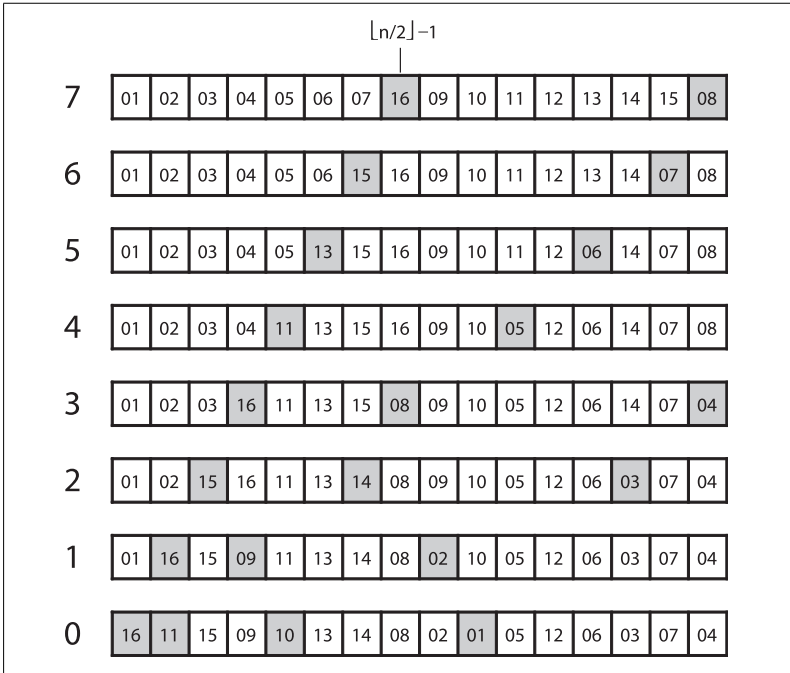 ⌊n/2⌋−1
7 01 02 03 04 05 06 07 16 09 10 11 12 13 14 15 08
6 01 02 03 04 05 06 15 16 09 10 11 12 13 14 07 08
5 01 02 03 04 05 13 15 16 09 10 11 12 06 14 07 08
4 01 02 03 04 11 13 15 16 09 10 05 12 06 14 07 08
3 01 02 03 16 11 13 15 08 09 10 05 12 06 14 07 04
2 01 02 15 16 11 13 14 08 09 10 05 12 06 03 07 04
1 01 16 15 09 11 13 14 08 02 10 05 12 06 03 07 04
0 16 11 15 09 10 13 14 08 02 01 05 12 06 03 07 04